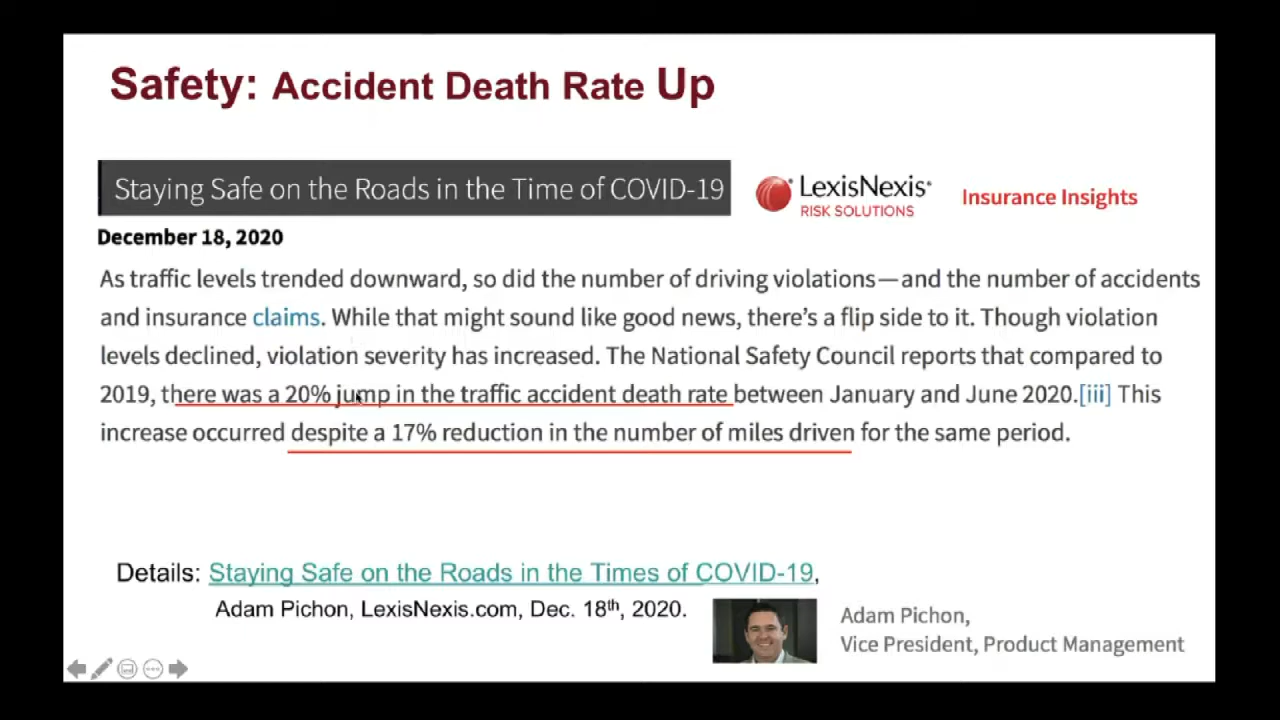 Safety: Accident Death Rate Up
Staying Safe on the Roads in the Time of COVID-19
LexisNexis®
RISK SOLUTIONS
Insurance Insights
December 18, 2020
As traffic levels trended downward, so did the number of driving violations—and the number of accidents
and insurance claims. While that might sound like good news, there's a flip side to it. Though violation
levels declined, violation severity has increased. The National Safety Council reports that compared to
2019, there was a 20% jump in the traffic accident death rate between January and June 2020.[iii] This
increase occurred despite a 17% reduction in the number of miles driven for the same period.
Details: Staying Safe on the Roads in the Times of COVID-19,
Adam Pichon, LexisNexis.com, Dec. 18th, 2020.
Adam Pichon,
Vice President, Product Management